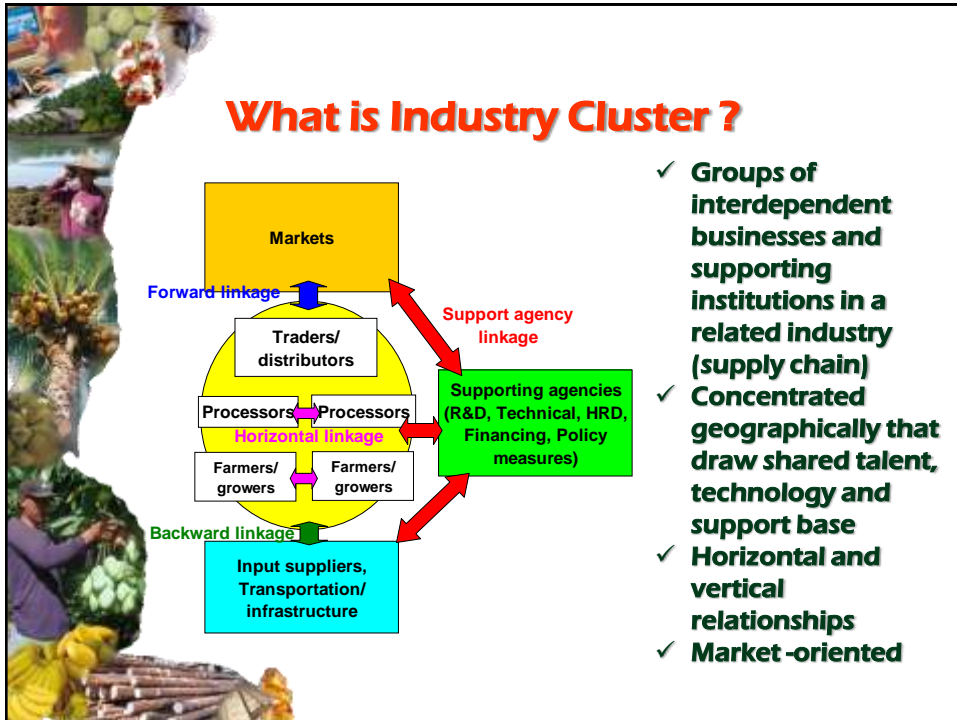 What is Industry Cluster ?
Markets
Forward linkage
Traders/
distributors
Support agency
linkage
Processors Processors
Horizontal linkage
Supporting agencies
(R&D, Technical, HRD,
Financing, Policy
measures)
Farmers/
growers
Farmers/
growers
Backward linkage
Input suppliers,
Transportation/
infrastructure
✓ Groups of
interdependent
businesses and
supporting
institutions in a
related industry
(supply chain)
✓ Concentrated
geographically that
draw shared talent,
technology and
support base
✓ Horizontal and
vertical
relationships
✓ Market -oriented